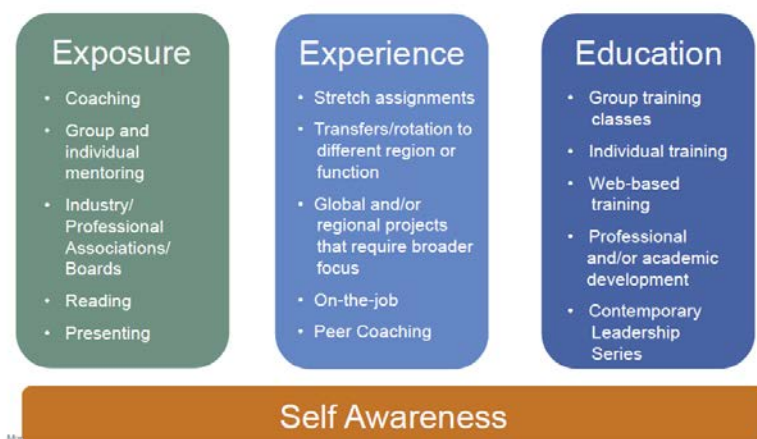 Exposure
• Coaching
• Group and
individual
mentoring
• Industry/
Professional
Associations/
Boards
• Reading
• Presenting
Experience
• Stretch assignments
• Transfers/rotation to
different region or
function
• Global and/or
regional projects
that require broader
focus
• On-the-job
• Peer Coaching
Education
• Group training
classes
• Individual training
• Web-based
training
• Professional
and/or academic
development
• Contemporary
Leadership
Series
Self Awareness